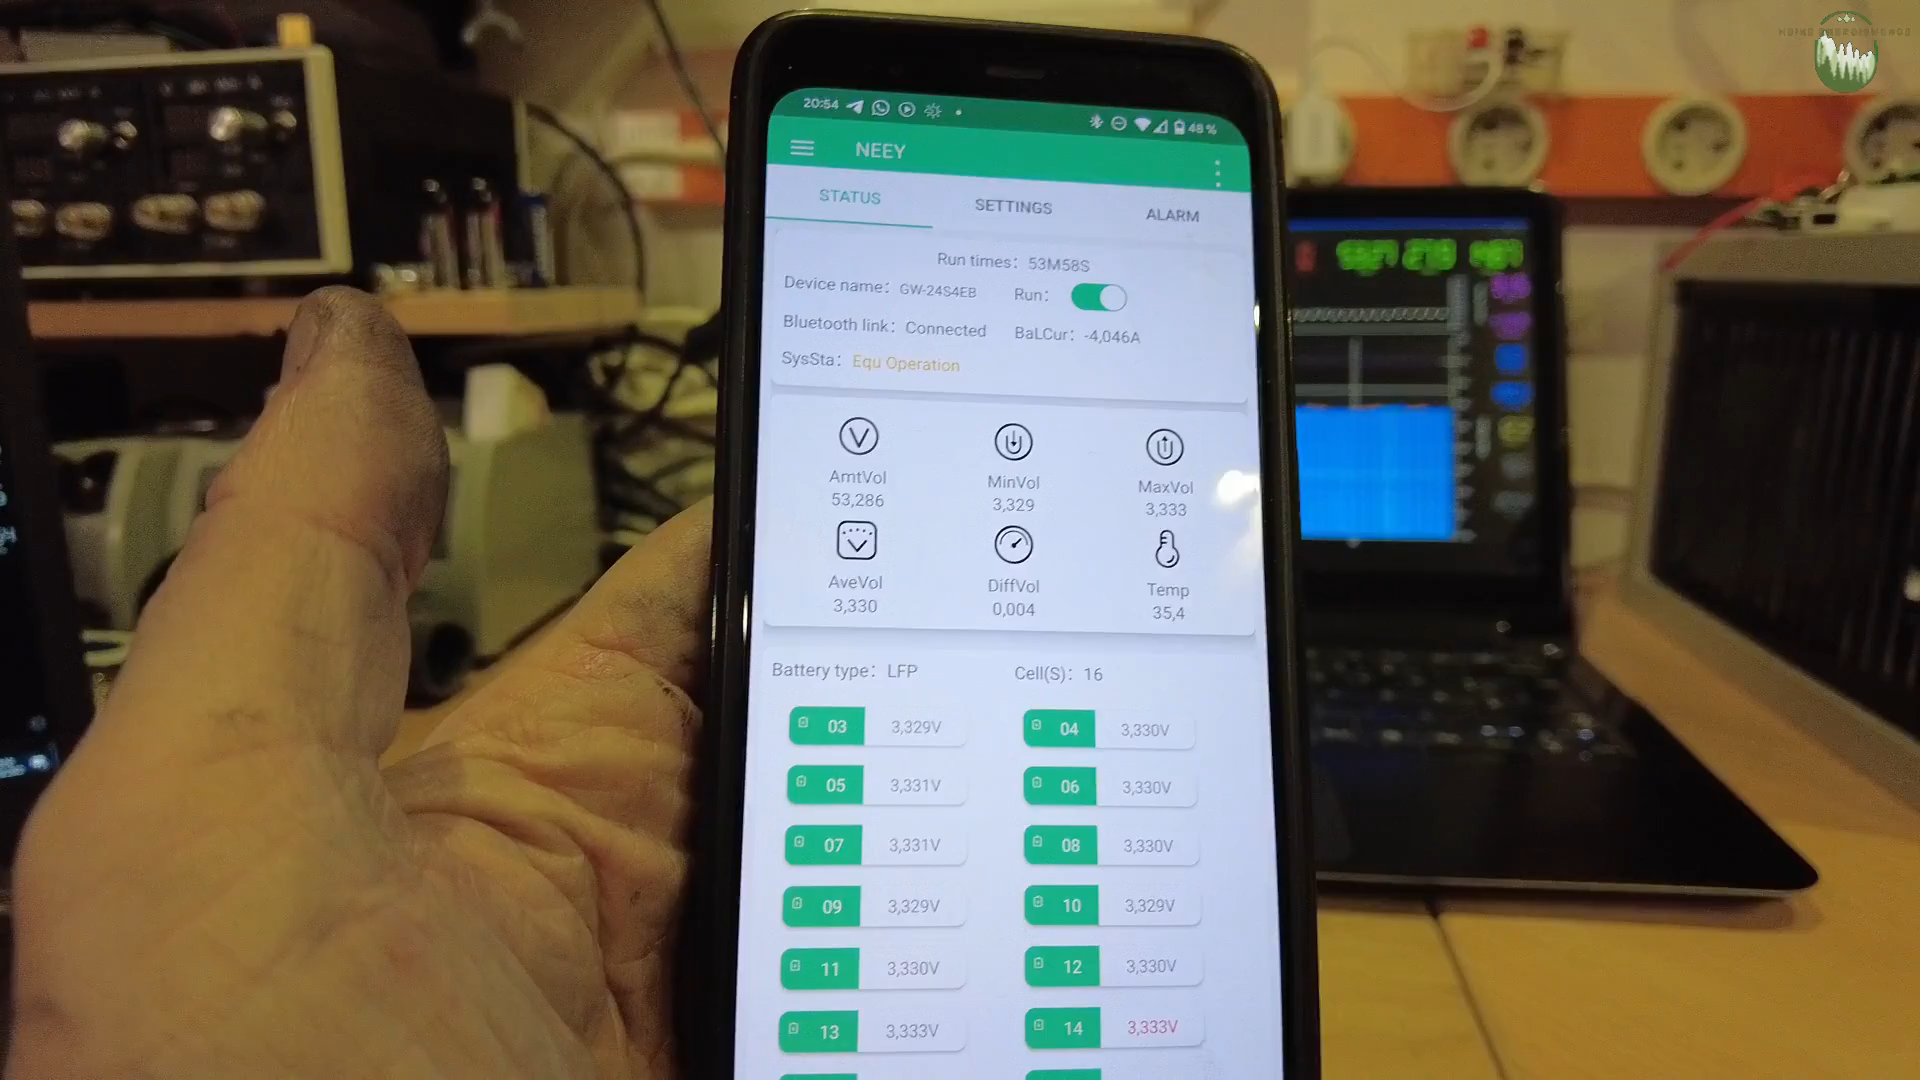 20:54 48 %
NEEY
STATUS SETTINGS ALARM
Run times: 53M58S
Device name: GW-24S4EB Run:
Bluetooth link: Connected BaLCur: -4,046A
SysSta: Equ Operation
AmtVol MinVol MaxVol
53,286 3,329 3,333
AveVol DiffVol Temp
3,330 0,004 35,4
Battery type: LFP Cell(S): 16
03 3,329V 04 3,330V
05 3,331V 06 3,330V
07 3,331V 08 3,330V
09 3,329V 10 3,329V
11 3,330V 12 3,330V
13 3,333V 14 3,333V